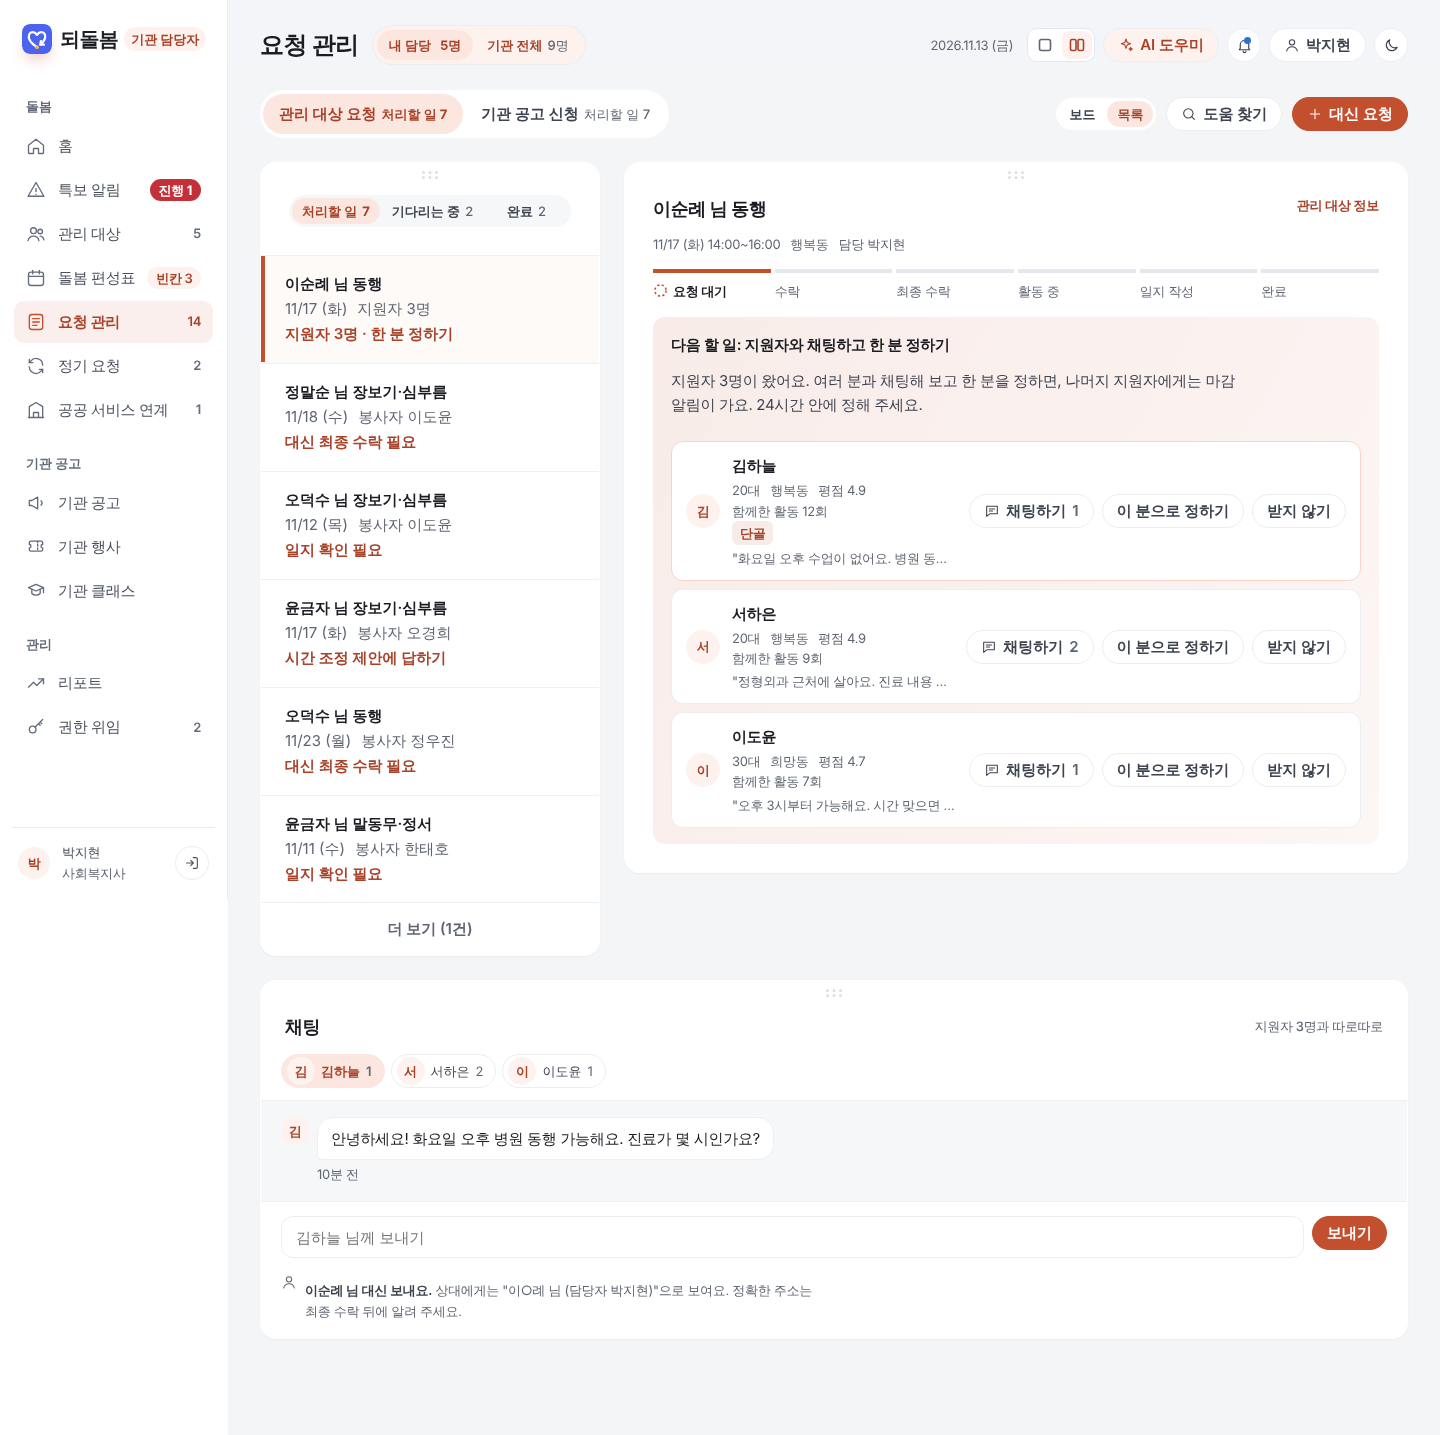 되돌봄 기관 담당자
돌봄
홈
특보 알림 진행 1
관리 대상 5
돌봄 편성표 빈칸 3
요청 관리 14
정기 요청 2
공공 서비스 연계 1
기관 공고
기관 공고
기관 행사
기관 클래스
관리
리포트
권한 위임 2
박 박지현
사회복지사
요청 관리 내 담당 5명 기관 전체 9명
2026.11.13 (금) AI 도우미 박지현
관리 대상 요청 처리할 일 7 기관 공고 신청 처리할 일 7
보드 목록 도움 찾기 대신 요청
처리할 일 7 기다리는 중 2 완료 2
이순례 님 동행
11/17 (화) 지원자 3명
지원자 3명 · 한 분 정하기
정말순 님 장보기·심부름
11/18 (수) 봉사자 이도윤
대신 최종 수락 필요
오덕수 님 장보기·심부름
11/12 (목) 봉사자 이도윤
일지 확인 필요
윤금자 님 장보기·심부름
11/17 (화) 봉사자 오경희
시간 조정 제안에 답하기
오덕수 님 동행
11/23 (월) 봉사자 정우진
대신 최종 수락 필요
윤금자 님 말동무·정서
11/11 (수) 봉사자 한태호
일지 확인 필요
더 보기 (1건)
이순례 님 동행 관리 대상 정보
11/17 (화) 14:00~16:00 행복동 담당 박지현
요청 대기 수락 최종 수락 활동 중 일지 작성 완료
다음 할 일: 지원자와 채팅하고 한 분 정하기
지원자 3명이 왔어요. 여러 분과 채팅해 보고 한 분을 정하면, 나머지 지원자에게는 마감
알림이 가요. 24시간 안에 정해 주세요.
김하늘
20대 행복동 평점 4.9
김 함께한 활동 12회 채팅하기 1 이 분으로 정하기 받지 않기
단골
"화요일 오후 수업이 없어요. 병원 동...
서하은
20대 행복동 평점 4.9
서 함께한 활동 9회 채팅하기 2 이 분으로 정하기 받지 않기
"정형외과 근처에 살아요. 진료 내용 ...
이도윤
30대 희망동 평점 4.7
이 함께한 활동 7회 채팅하기 1 이 분으로 정하기 받지 않기
"오후 3시부터 가능해요. 시간 맞으면 ...
채팅 지원자 3명과 따로따로
김 김하늘 1 서 서하은 2 이 이도윤 1
김 안녕하세요! 화요일 오후 병원 동행 가능해요. 진료가 몇 시인가요?
10분 전
김하늘 님께 보내기 보내기
이순례 님 대신 보내요. 상대에게는 "이○례 님 (담당자 박지현)"으로 보여요. 정확한 주소는
최종 수락 뒤에 알려 주세요.